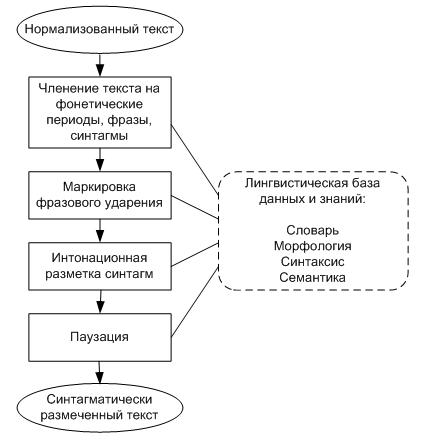 Нормализованный текст
Членение текста на
фонетические
периоды, фразы,
синтагмы
Маркировка
фразового ударения
Интонационная
разметка синтагм
Паузация
Синтагматически
размеченный текст
Лингвистическая база
данных и знаний:
Словарь
Морфология
Синтаксис
Семантика